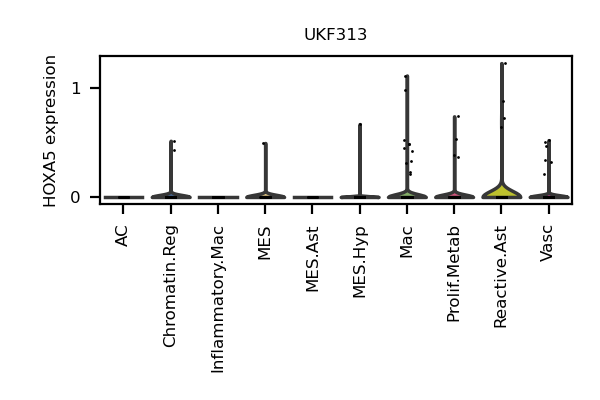 UKF313
HOXA5 expression
1
0
AC
Chromatin.Reg
Inflammatory.Mac
MES
MES.Ast
MES.Hyp
Mac
Prolif.Metab
Reactive.Ast
Vasc